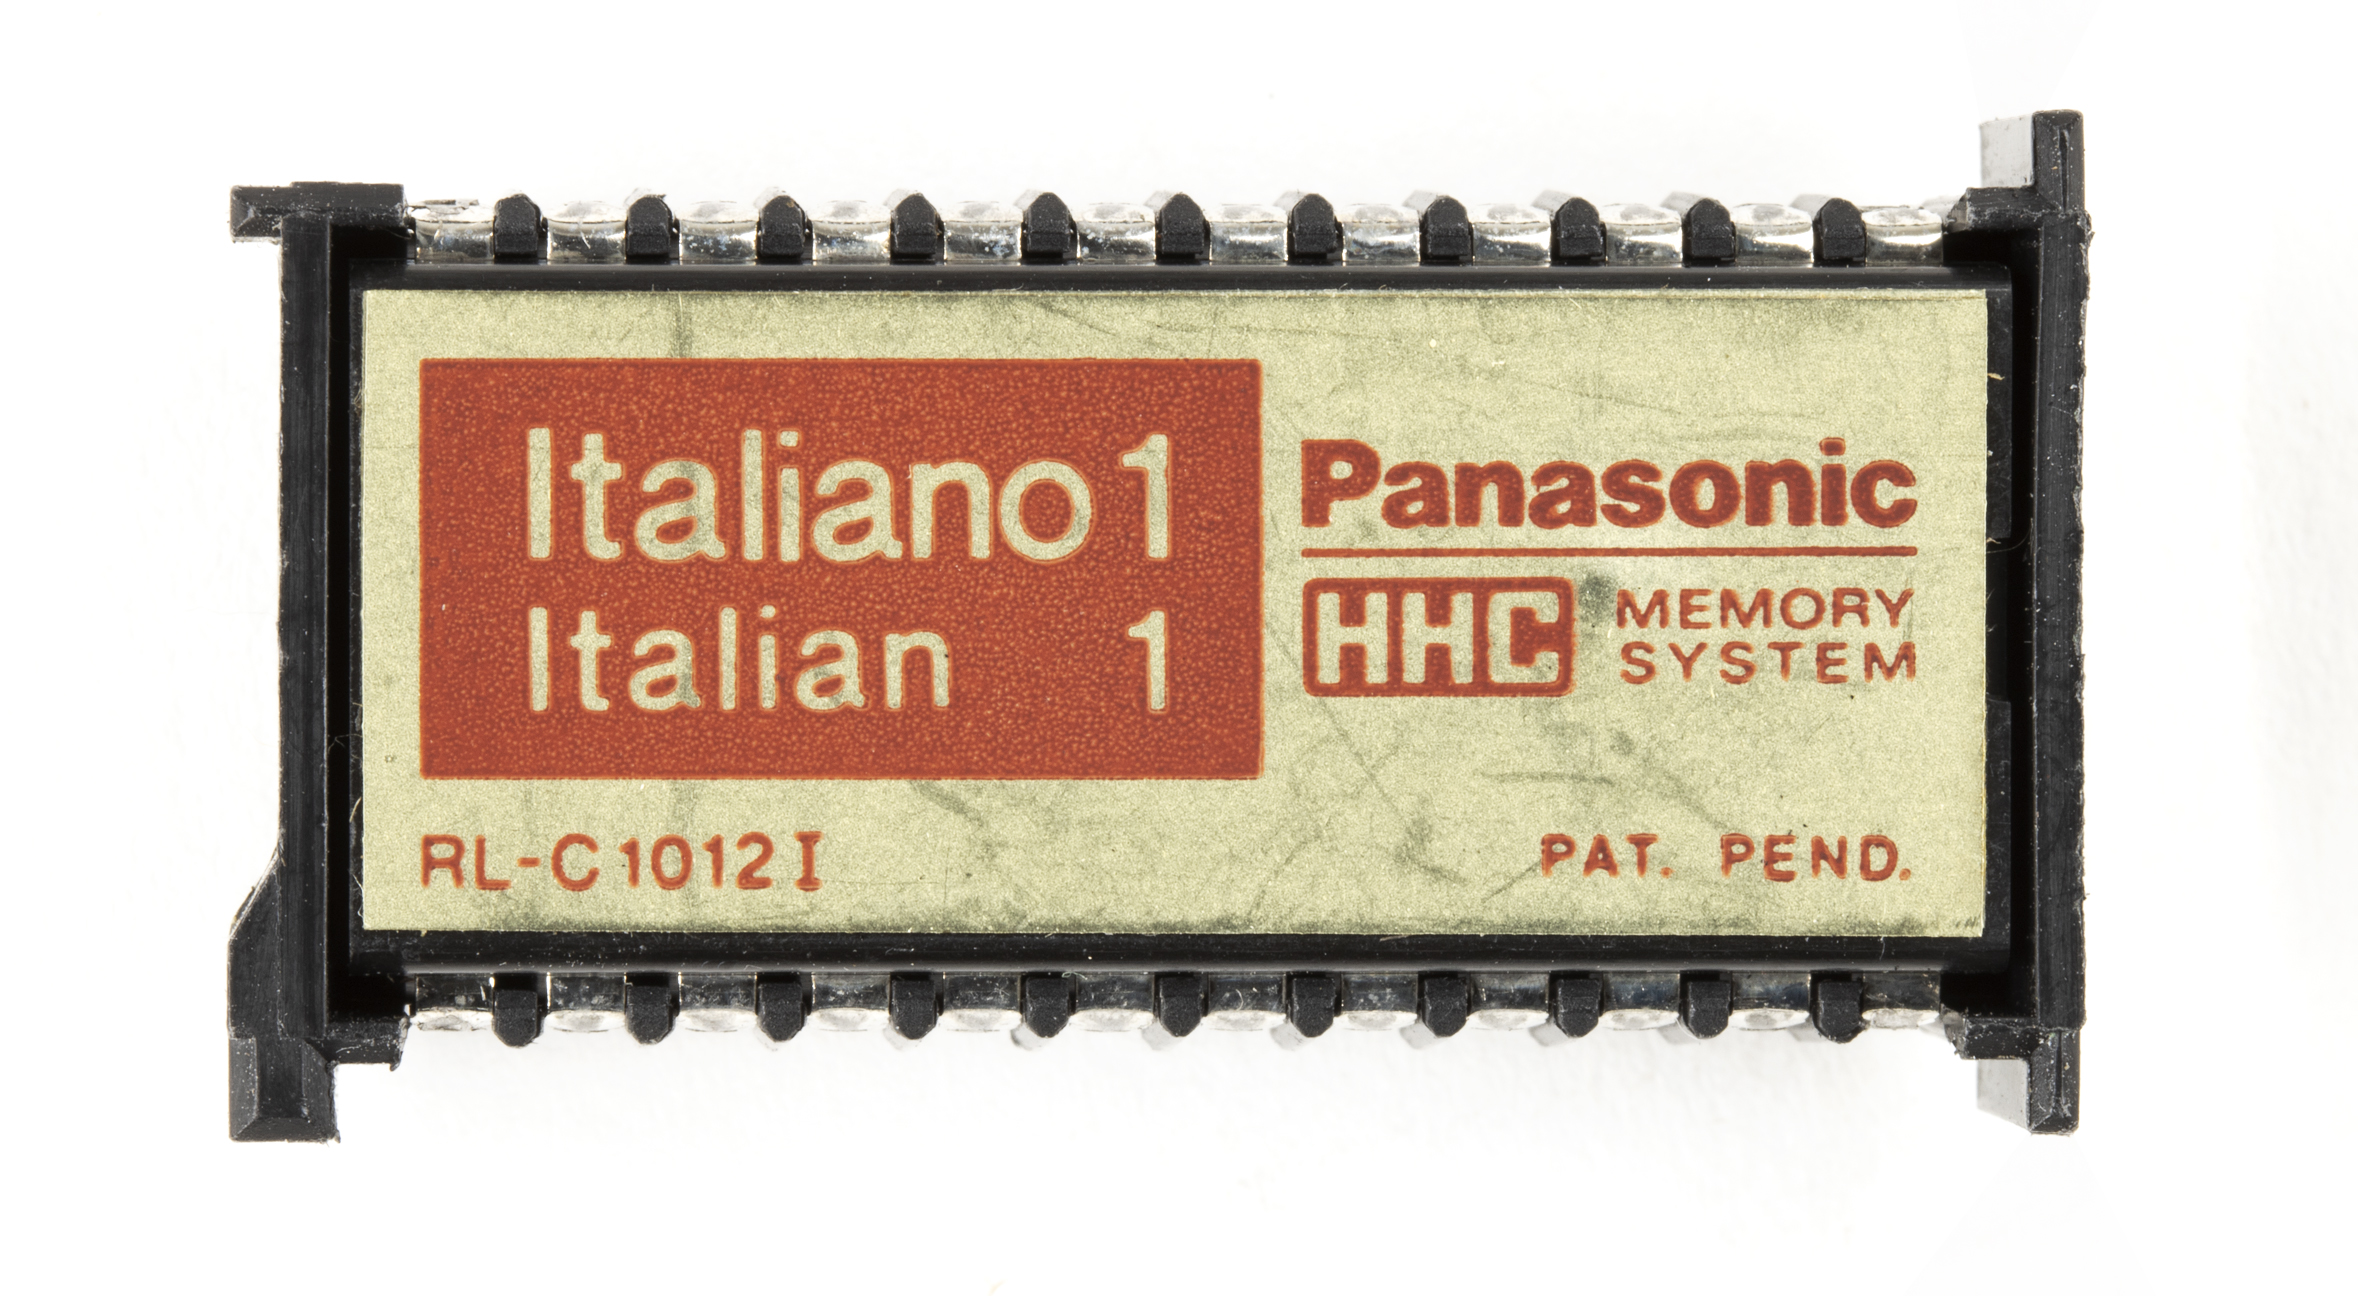 Italiano 1
Italian 1
Panasonic
HHC MEMORY SYSTEM
RL-C1012I
PAT. PEND.